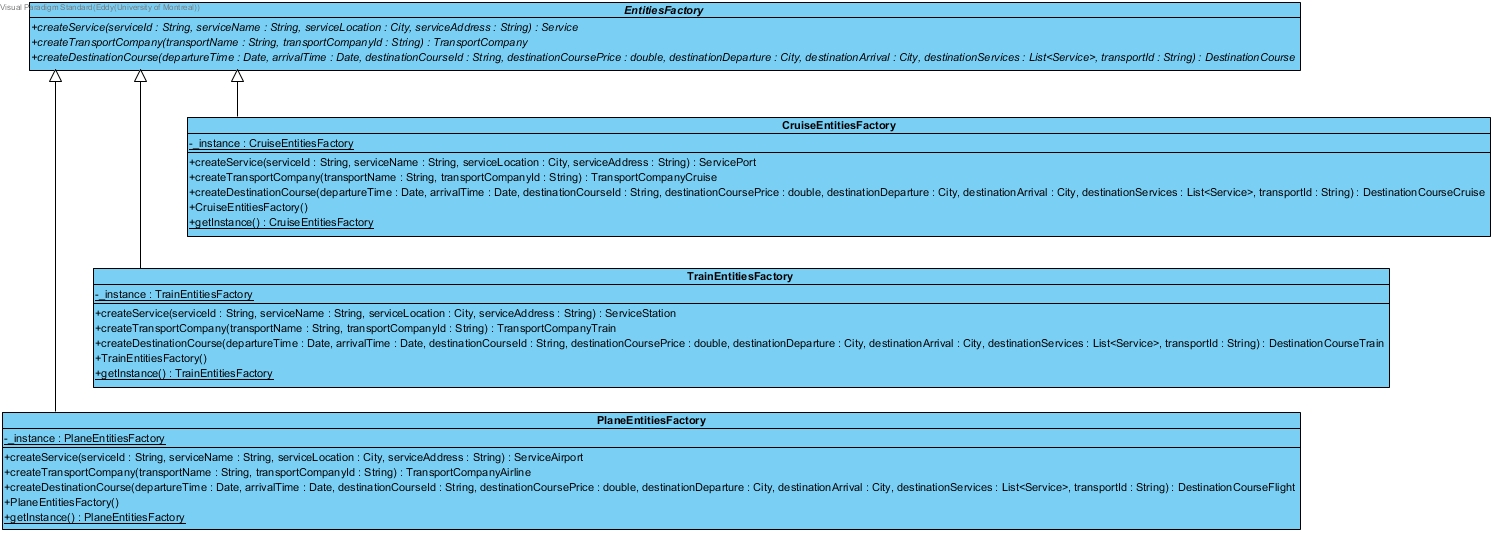 Visual Paradigm Standard(Eddy(University of Montreal))
EntitiesFactory
+createService(serviceId : String, serviceName : String, serviceLocation : City, serviceAddress : String) : Service
+createTransportCompany(transportName : String, transportCompanyId : String) : TransportCompany
+createDestinationCourse(departureTime : Date, arrivalTime : Date, destinationCourseId : String, destinationCoursePrice : double, destinationDeparture : City, destinationArrival : City, destinationServices : List<Service>, transportId : String) : DestinationCourse
CruiseEntitiesFactory
-_instance : CruiseEntitiesFactory
+createService(serviceId : String, serviceName : String, serviceLocation : City, serviceAddress : String) : ServicePort
+createTransportCompany(transportName : String, transportCompanyId : String) : TransportCompanyCruise
+createDestinationCourse(departureTime : Date, arrivalTime : Date, destinationCourseId : String, destinationCoursePrice : double, destinationDeparture : City, destinationArrival : City, destinationServices : List<Service>, transportId : String) : DestinationCourseCruise
+CruiseEntitiesFactory()
+getInstance() : CruiseEntitiesFactory
TrainEntitiesFactory
-_instance : TrainEntitiesFactory
+createService(serviceId : String, serviceName : String, serviceLocation : City, serviceAddress : String) : ServiceStation
+createTransportCompany(transportName : String, transportCompanyId : String) : TransportCompanyTrain
+createDestinationCourse(departureTime : Date, arrivalTime : Date, destinationCourseId : String, destinationCoursePrice : double, destinationDeparture : City, destinationArrival : City, destinationServices : List<Service>, transportId : String) : DestinationCourseTrain
+TrainEntitiesFactory()
+getInstance() : TrainEntitiesFactory
PlaneEntitiesFactory
-_instance : PlaneEntitiesFactory
+createService(serviceId : String, serviceName : String, serviceLocation : City, serviceAddress : String) : ServiceAirport
+createTransportCompany(transportName : String, transportCompanyId : String) : TransportCompanyAirline
+createDestinationCourse(departureTime : Date, arrivalTime : Date, destinationCourseId : String, destinationCoursePrice : double, destinationDeparture : City, destinationArrival : City, destinationServices : List<Service>, transportId : String) : DestinationCourseFlight
+PlaneEntitiesFactory()
+getInstance() : PlaneEntitiesFactory